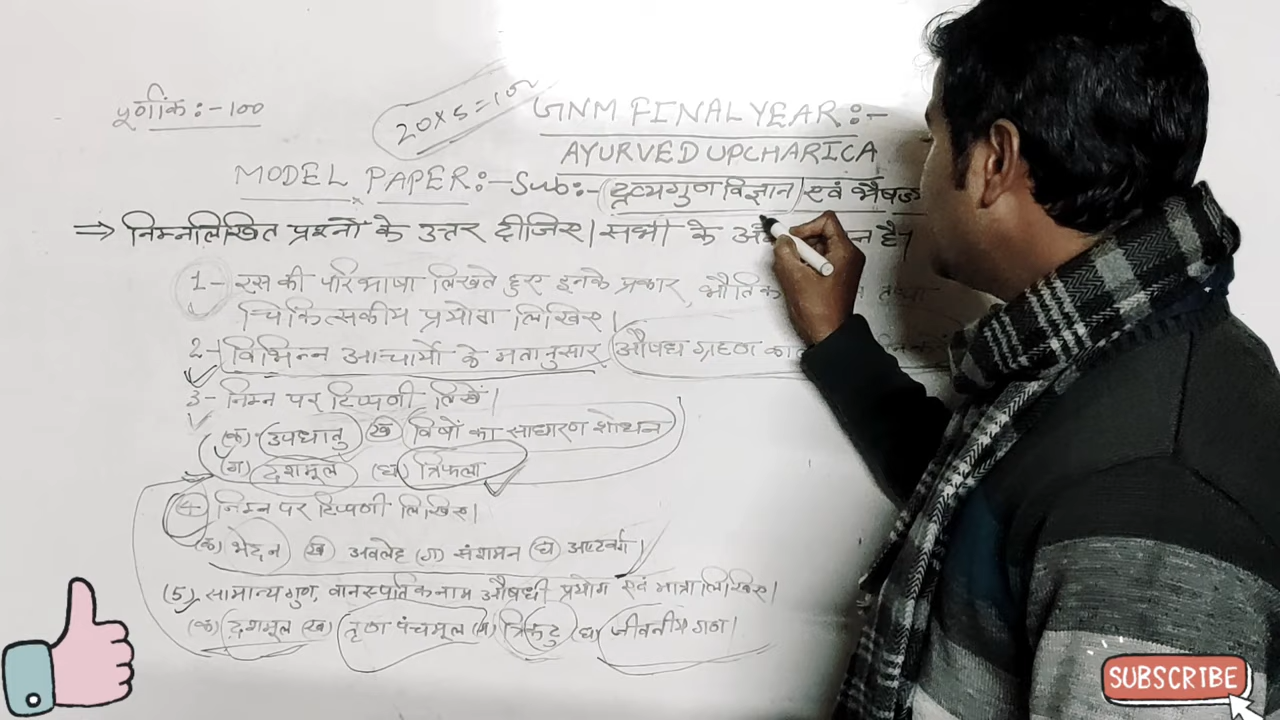 पूर्णांक:-100
20×5=100
GNM FINAL YEAR:-
AYURVED UPCHARICA
MODEL PAPER:- Sub:- (द्रव्यगुण विज्ञान) एवं भैषज
⇒ निम्नलिखित प्रश्नों के उत्तर दीजिए। सभी के है।
1- रस की परिभाषा लिखते हुए इनके प्रकार, भौतिक तथा
चिकित्सकीय प्रयोग लिखिए।
2- विभिन्न आचार्यो के मतानुसार औषध ग्रहण
3- निम्न पर टिप्पणी लिखें।
(क) उपधातु (ख) विषों का साधारण शोधन
(ग) दशमूल (घ) त्रिफला
(4) निम्न पर टिप्पणी लिखिए।
(क) भेदन (ख) अवलेह (ग) संशमन (घ) अष्टवर्ग।
(5) सामान्य गुण, वानस्पतिक नाम औषधी प्रयोग एवं मात्रा लिखिए।
(क) दशमूल (ख) तृण पंचमूल (ग) त्रिकटु (घ) जीवनीय गण।
SUBSCRIBE